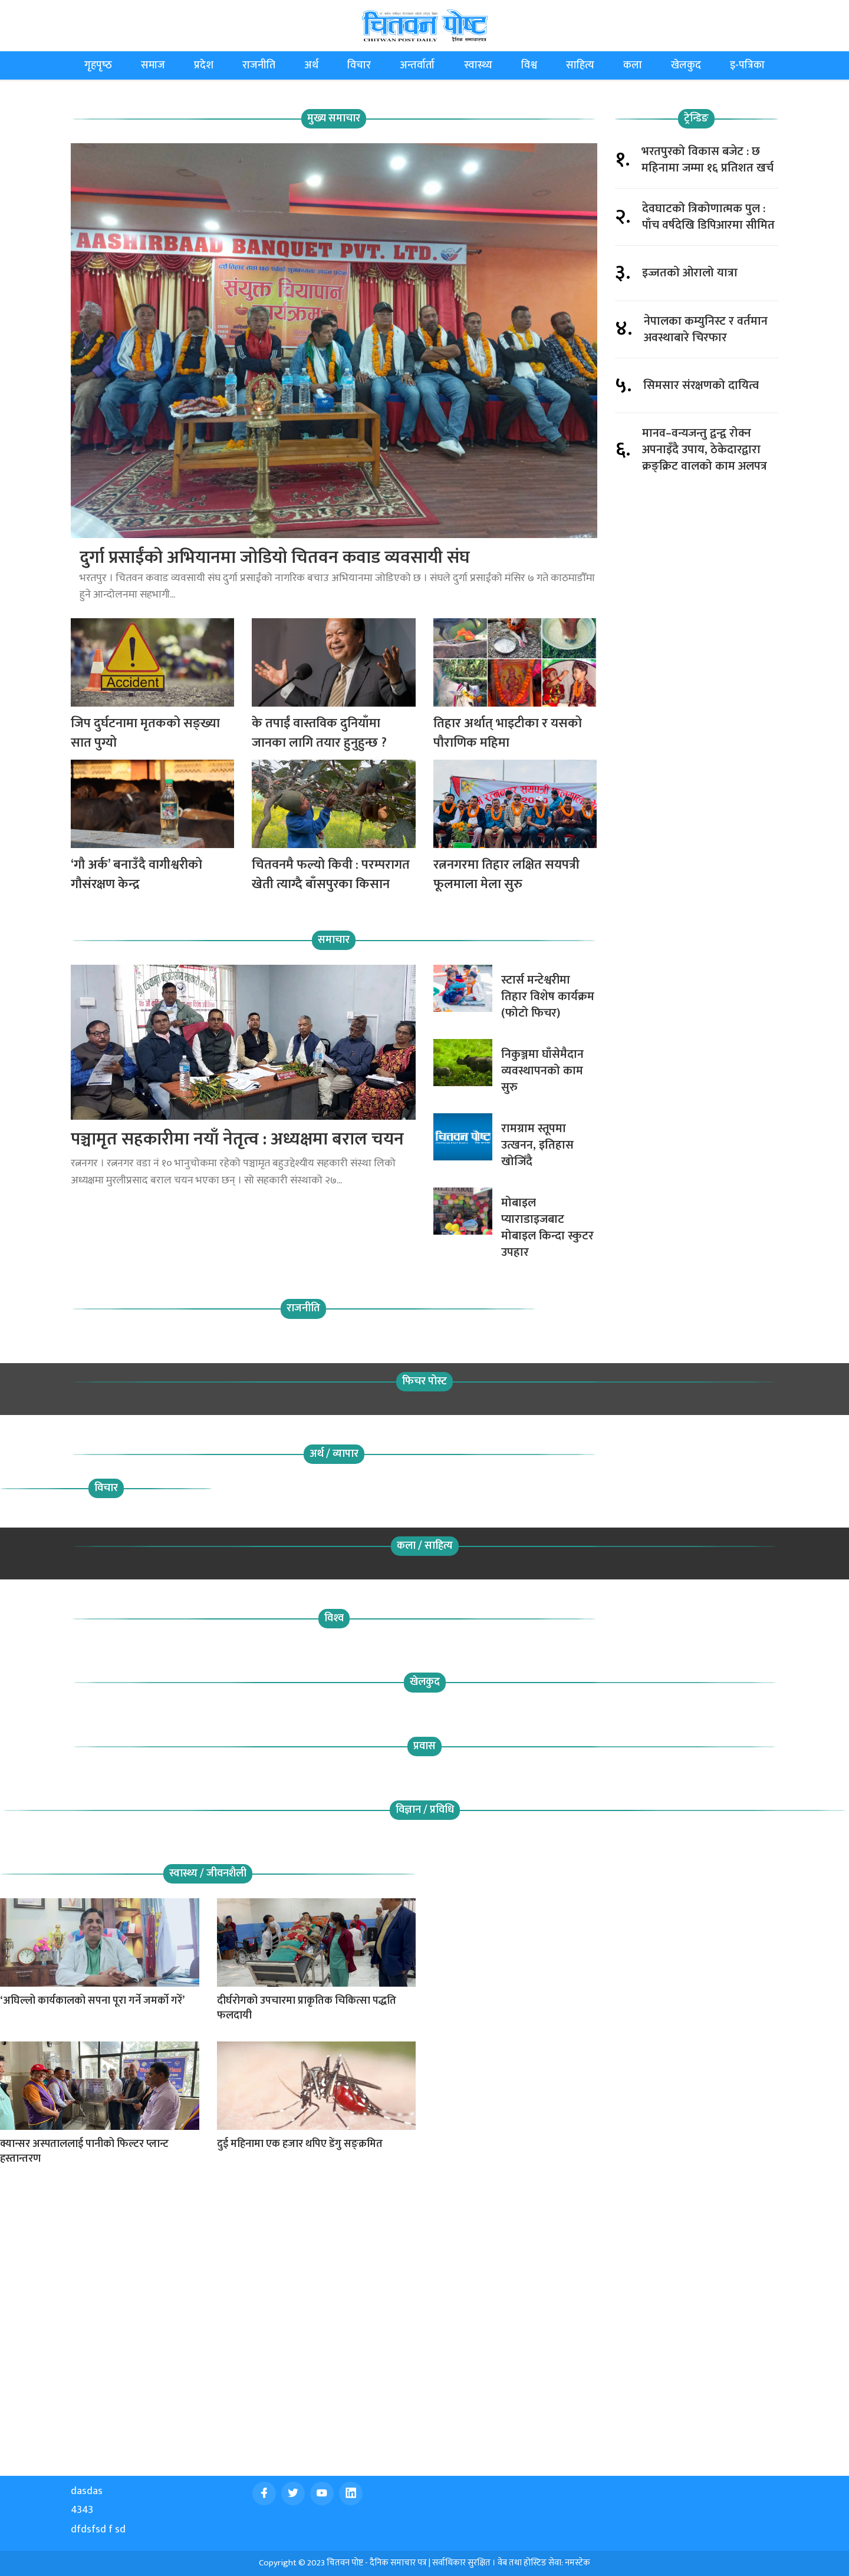 चितवन पोष्ट
CHITWAN POST DAILY दैनिक समाचारपत्र
गृहपृष्ठ समाज प्रदेश राजनीति अर्थ विचार अन्तर्वार्ता स्वास्थ्य विश्व साहित्य कला खेलकुद इ-पत्रिका
मुख्य समाचार
AASHIRBAAD BANQUET PVT. LTD.
संयुक्त चियापान
कार्यक्रम
दुर्गा प्रसाईंको अभियानमा जोडियो चितवन कवाड व्यवसायी संघ
भरतपुर । चितवन कवाड व्यवसायी संघ दुर्गा प्रसाईंको नागरिक बचाउ अभियानमा जोडिएको छ । संघले दुर्गा प्रसाईंको मंसिर ७ गते काठमाडौँमा
हुने आन्दोलनमा सहभागी...
Accident
जिप दुर्घटनामा मृतकको सङ्ख्या
सात पुग्यो
के तपाईं वास्तविक दुनियाँमा
जानका लागि तयार हुनुहुन्छ ?
तिहार अर्थात् भाइटीका र यसको
पौराणिक महिमा
‘गौ अर्क’ बनाउँदै वागीश्वरीको
गौसंरक्षण केन्द्र
चितवनमै फल्यो किवी : परम्परागत
खेती त्याग्दै बाँसपुरका किसान
रत्ननगरमा तिहार लक्षित सयपत्री
फूलमाला मेला सुरु
ट्रेन्डिङ
१. भरतपुरको विकास बजेट : छ
महिनामा जम्मा १६ प्रतिशत खर्च
२. देवघाटको त्रिकोणात्मक पुल :
पाँच वर्षदेखि डिपिआरमा सीमित
३. इज्जतको ओरालो यात्रा
४. नेपालका कम्युनिस्ट र वर्तमान
अवस्थाबारे चिरफार
५. सिमसार संरक्षणको दायित्व
६. मानव–वन्यजन्तु द्वन्द्व रोक्न
अपनाइँदै उपाय, ठेकेदारद्वारा
क्रङ्क्रिट वालको काम अलपत्र
समाचार
पञ्चामृत सहकारीमा नयाँ नेतृत्व : अध्यक्षमा बराल चयन
रत्ननगर । रत्ननगर वडा नं १० भानुचोकमा रहेको पञ्चामृत बहुउद्देश्यीय सहकारी संस्था लिको
अध्यक्षमा मुरलीप्रसाद बराल चयन भएका छन् । सो सहकारी संस्थाको २७...
स्टार्स मन्टेश्वरीमा
तिहार विशेष कार्यक्रम
(फोटो फिचर)
निकुञ्जमा घाँसेमैदान
व्यवस्थापनको काम
सुरु
चितवन पोष्ट
रामग्राम स्तूपमा
उत्खनन, इतिहास
खोजिँदै
मोबाइल
प्याराडाइजबाट
मोबाइल किन्दा स्कुटर
उपहार
राजनीति
फिचर पोस्ट
अर्थ / व्यापार
विचार
कला / साहित्य
विश्व
खेलकुद
प्रवास
विज्ञान / प्रविधि
स्वास्थ्य / जीवनशैली
‘अघिल्लो कार्यकालको सपना पूरा गर्ने जमर्को गरें’
दीर्घरोगको उपचारमा प्राकृतिक चिकित्सा पद्धति
फलदायी
क्यान्सर अस्पताललाई पानीको फिल्टर प्लान्ट
हस्तान्तरण
दुई महिनामा एक हजार थपिए डेंगु सङ्क्रमित
dasdas
4343
dfdsfsd f sd
Copyright © 2023 चितवन पोष्ट - दैनिक समाचार पत्र | सर्वाधिकार सुरक्षित । वेब तथा होस्टिङ सेवा: नमस्टेक